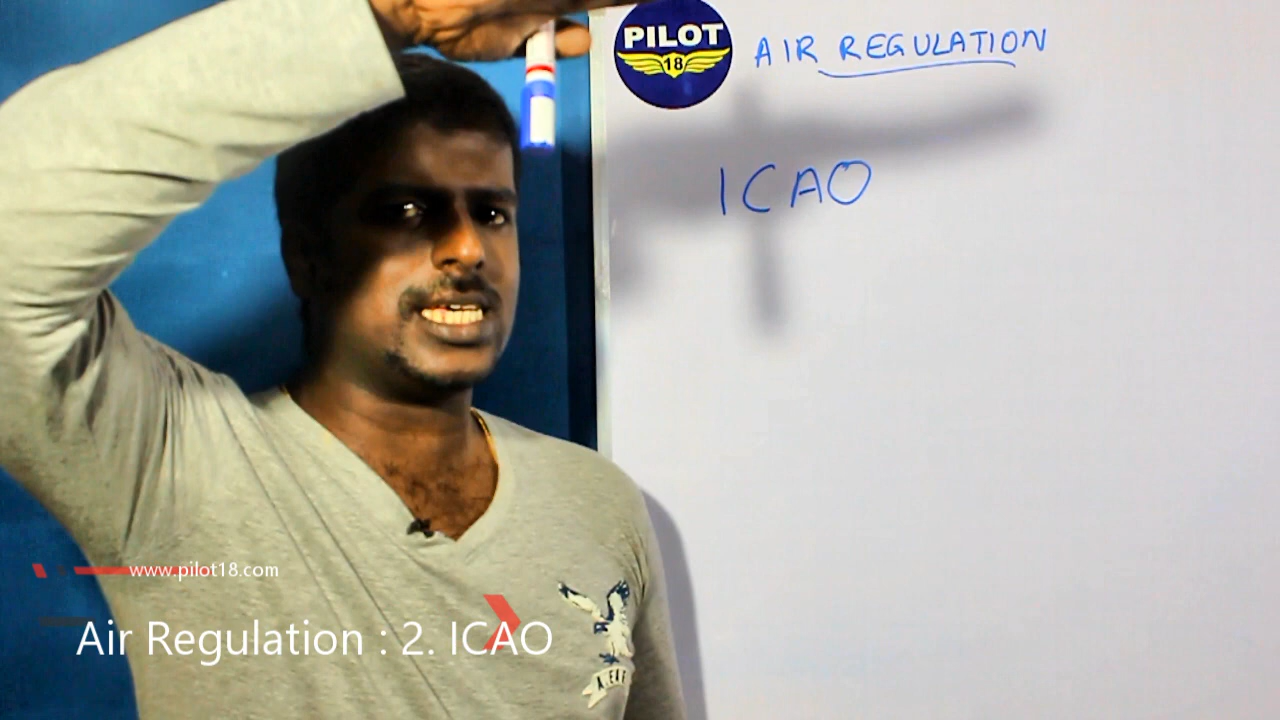 PILOT
18
AIR REGULATION
ICAO
www.pilot18.com
Air Regulation : 2. ICAO